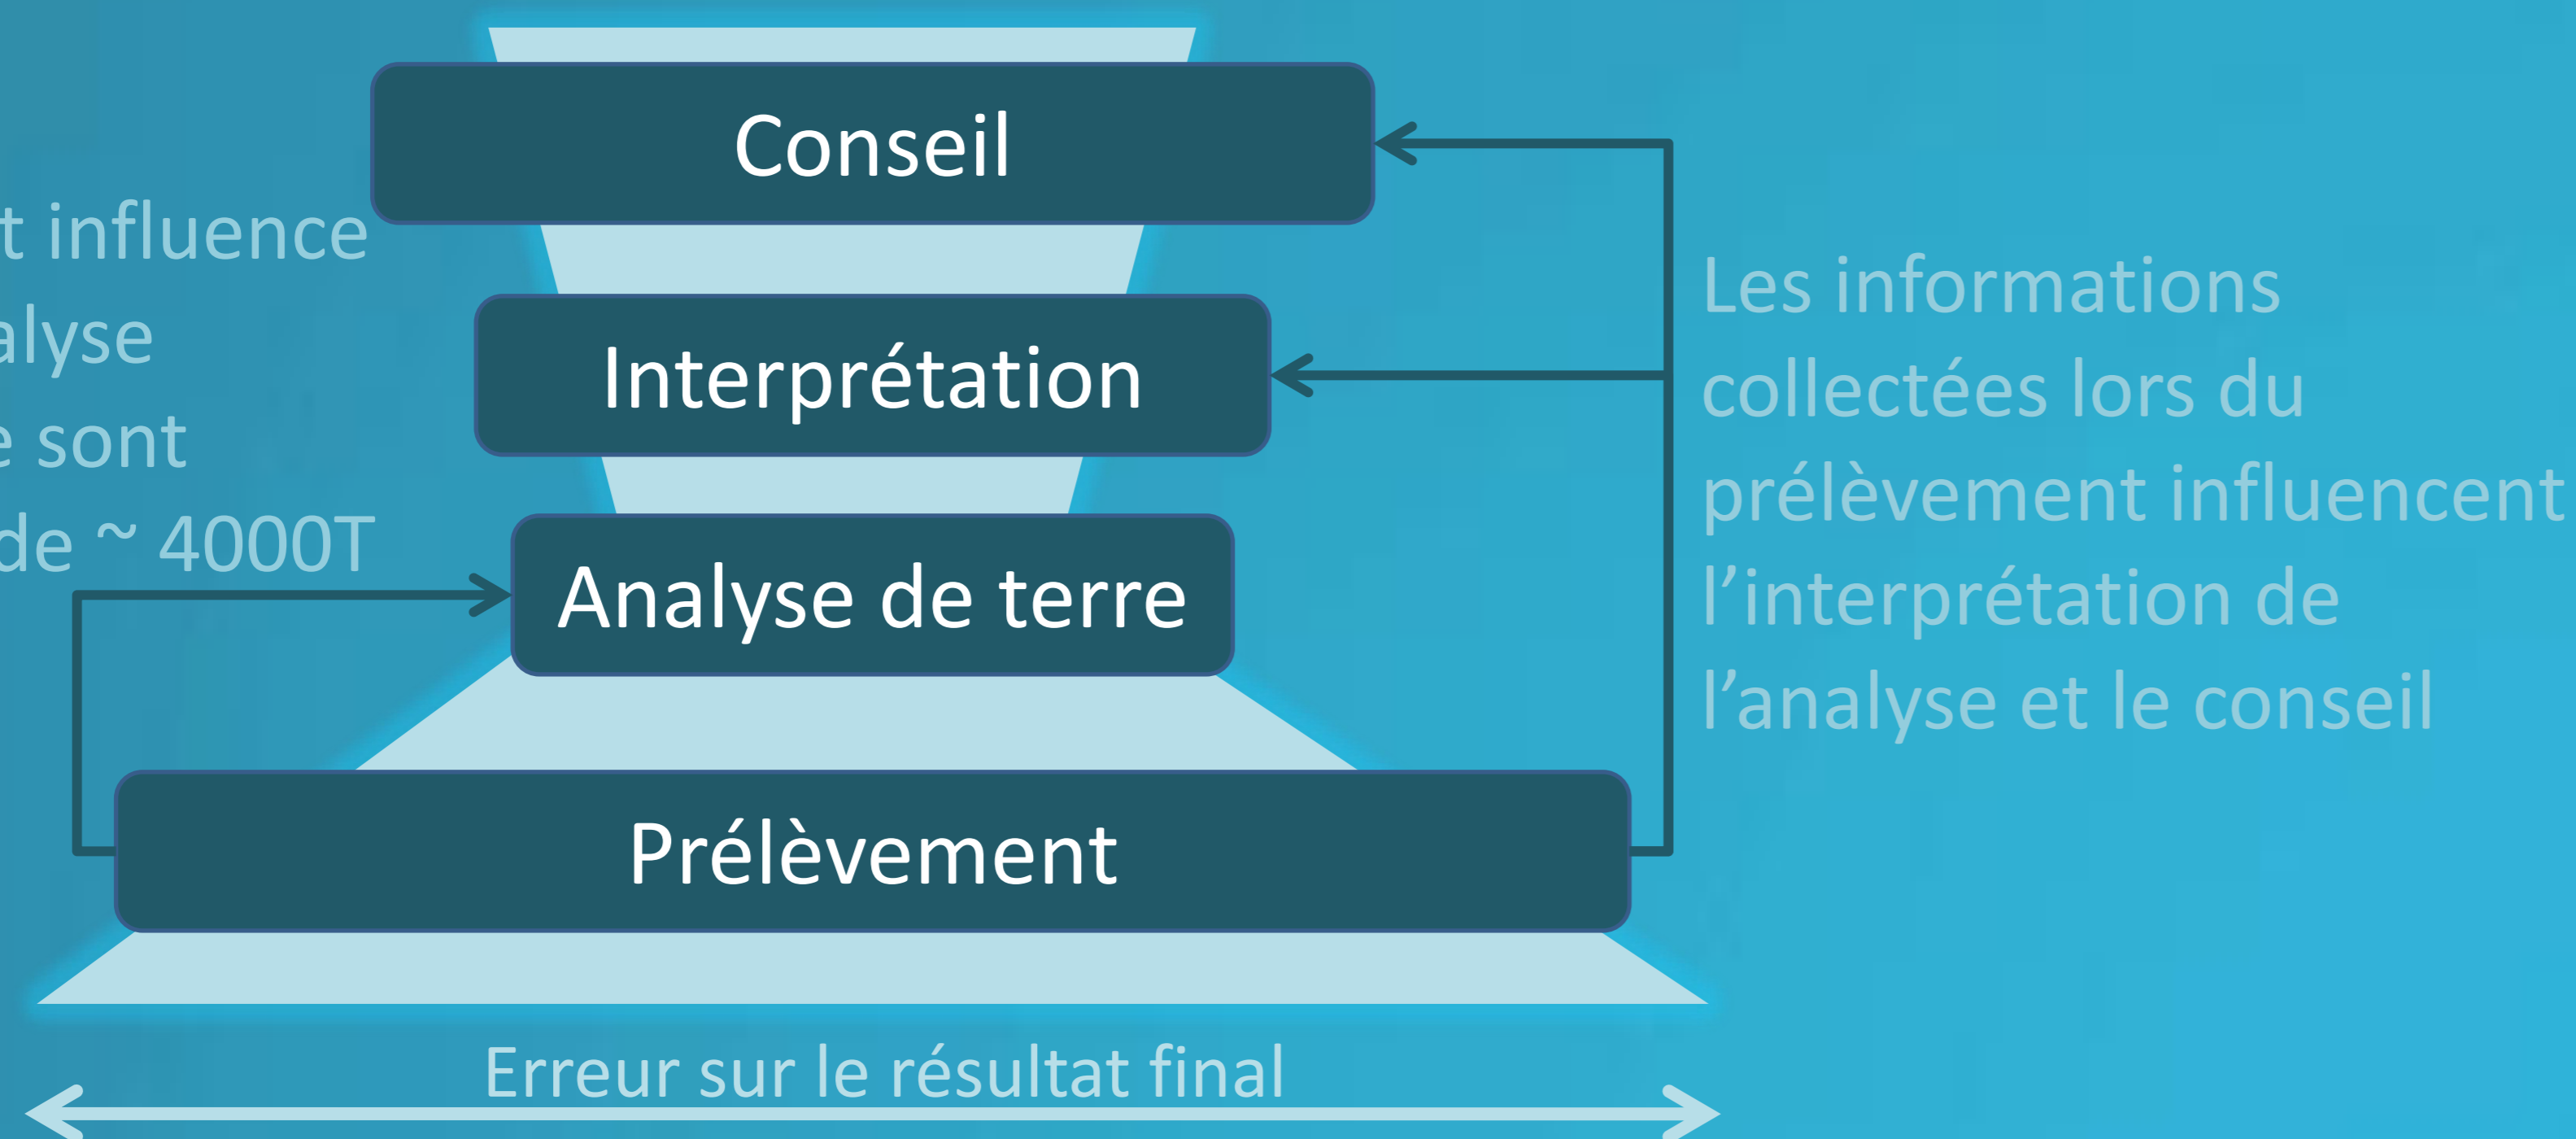 Conseil
t influence
alyse
e sont
de ~ 4000T
Interprétation
Analyse de terre
Prélèvement
Les informations
collectées lors du
prélèvement influencent
l’interprétation de
l’analyse et le conseil
Erreur sur le résultat final